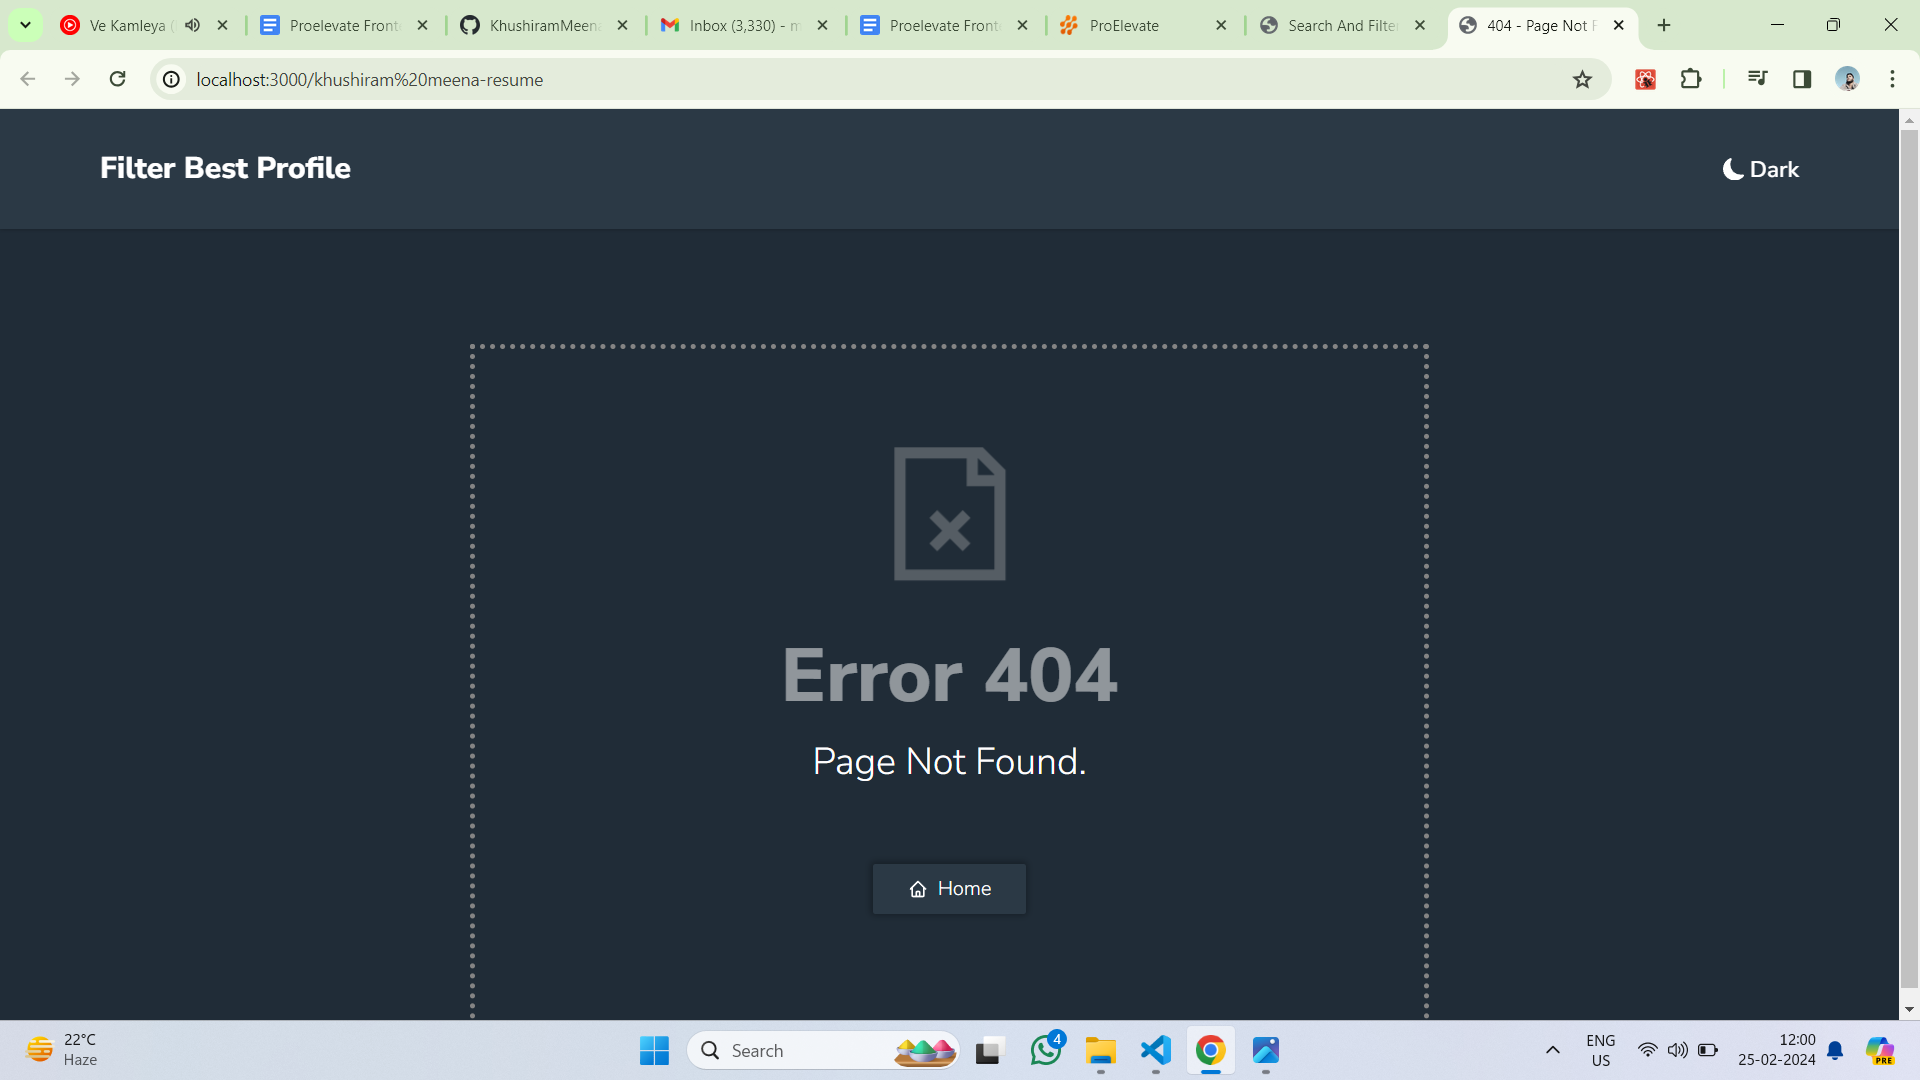 Ve Kamleya (
Proelevate Front
KhushiramMeena
Inbox (3,330) - m
Proelevate Front
ProElevate
Search And Filter
404 - Page Not F
localhost:3000/khushiram%20meena-resume
Filter Best Profile
Dark
Error 404
Page Not Found.
Home
22°C
Haze
Search
4
ENG
US
12:00
25-02-2024
PRE